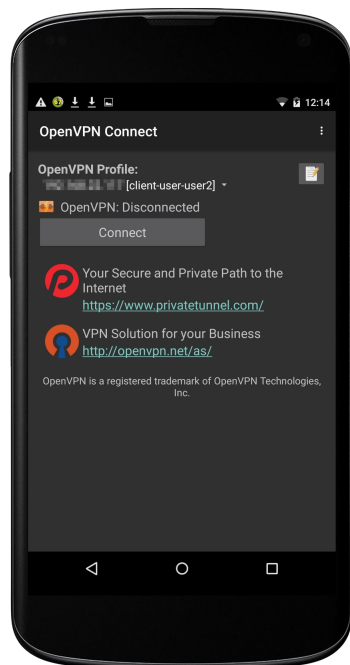 12:14
OpenVPN Connect
OpenVPN Profile:
[client-user-user2]
OpenVPN: Disconnected
Connect
Your Secure and Private Path to the
Internet
https://www.privatetunnel.com/
VPN Solution for your Business
http://openvpn.net/as/
OpenVPN is a registered trademark of OpenVPN Technologies,
Inc.